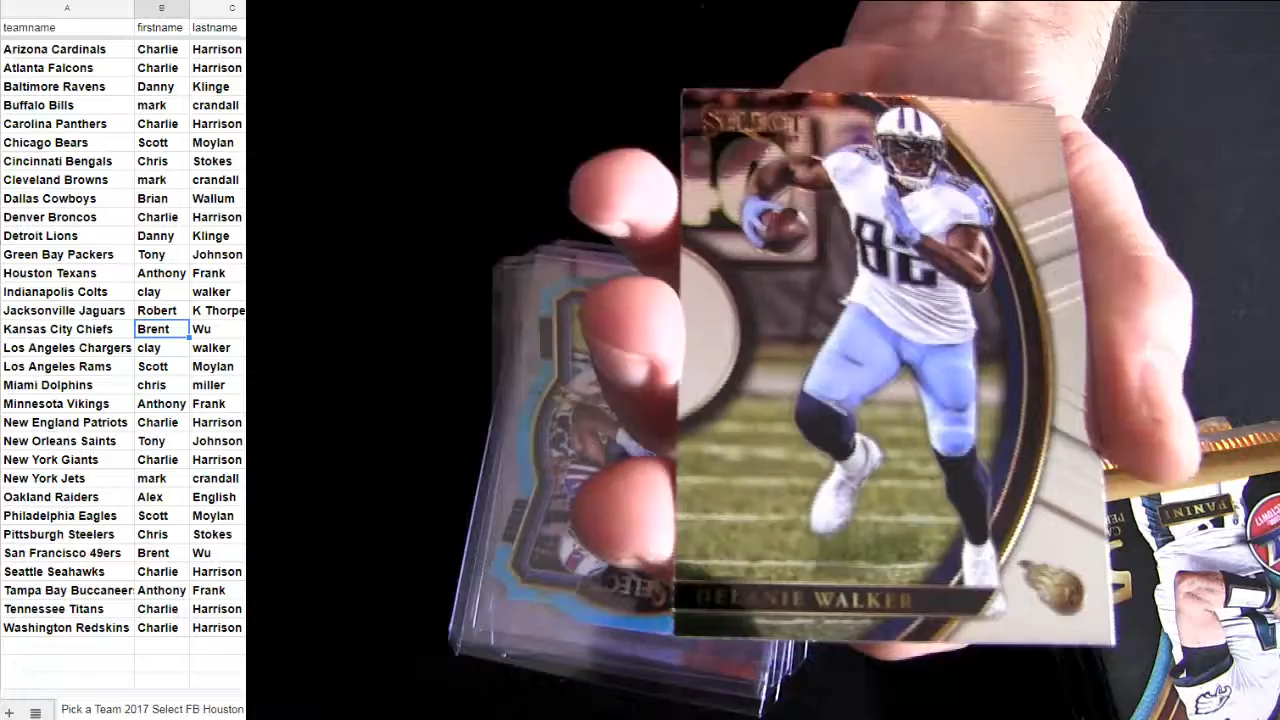 A B C
teamname firstname lastname
Arizona Cardinals Charlie Harrison
Atlanta Falcons Charlie Harrison
Baltimore Ravens Danny Klinge
Buffalo Bills mark crandall
Carolina Panthers Charlie Harrison
Chicago Bears Scott Moylan
Cincinnati Bengals Chris Stokes
Cleveland Browns mark crandall
Dallas Cowboys Brian Wallum
Denver Broncos Charlie Harrison
Detroit Lions Danny Klinge
Green Bay Packers Tony Johnson
Houston Texans Anthony Frank
Indianapolis Colts clay walker
Jacksonville Jaguars Robert K Thorpe
Kansas City Chiefs Brent Wu
Los Angeles Chargers clay walker
Los Angeles Rams Scott Moylan
Miami Dolphins chris miller
Minnesota Vikings Anthony Frank
New England Patriots Charlie Harrison
New Orleans Saints Tony Johnson
New York Giants Charlie Harrison
New York Jets mark crandall
Oakland Raiders Alex English
Philadelphia Eagles Scott Moylan
Pittsburgh Steelers Chris Stokes
San Francisco 49ers Brent Wu
Seattle Seahawks Charlie Harrison
Tampa Bay Buccaneer Anthony Frank
Tennessee Titans Charlie Harrison
Washington Redskins Charlie Harrison
Pick a Team 2017 Select FB Houston
SELECT
82
DELANIE WALKER
SELECT
PANINI